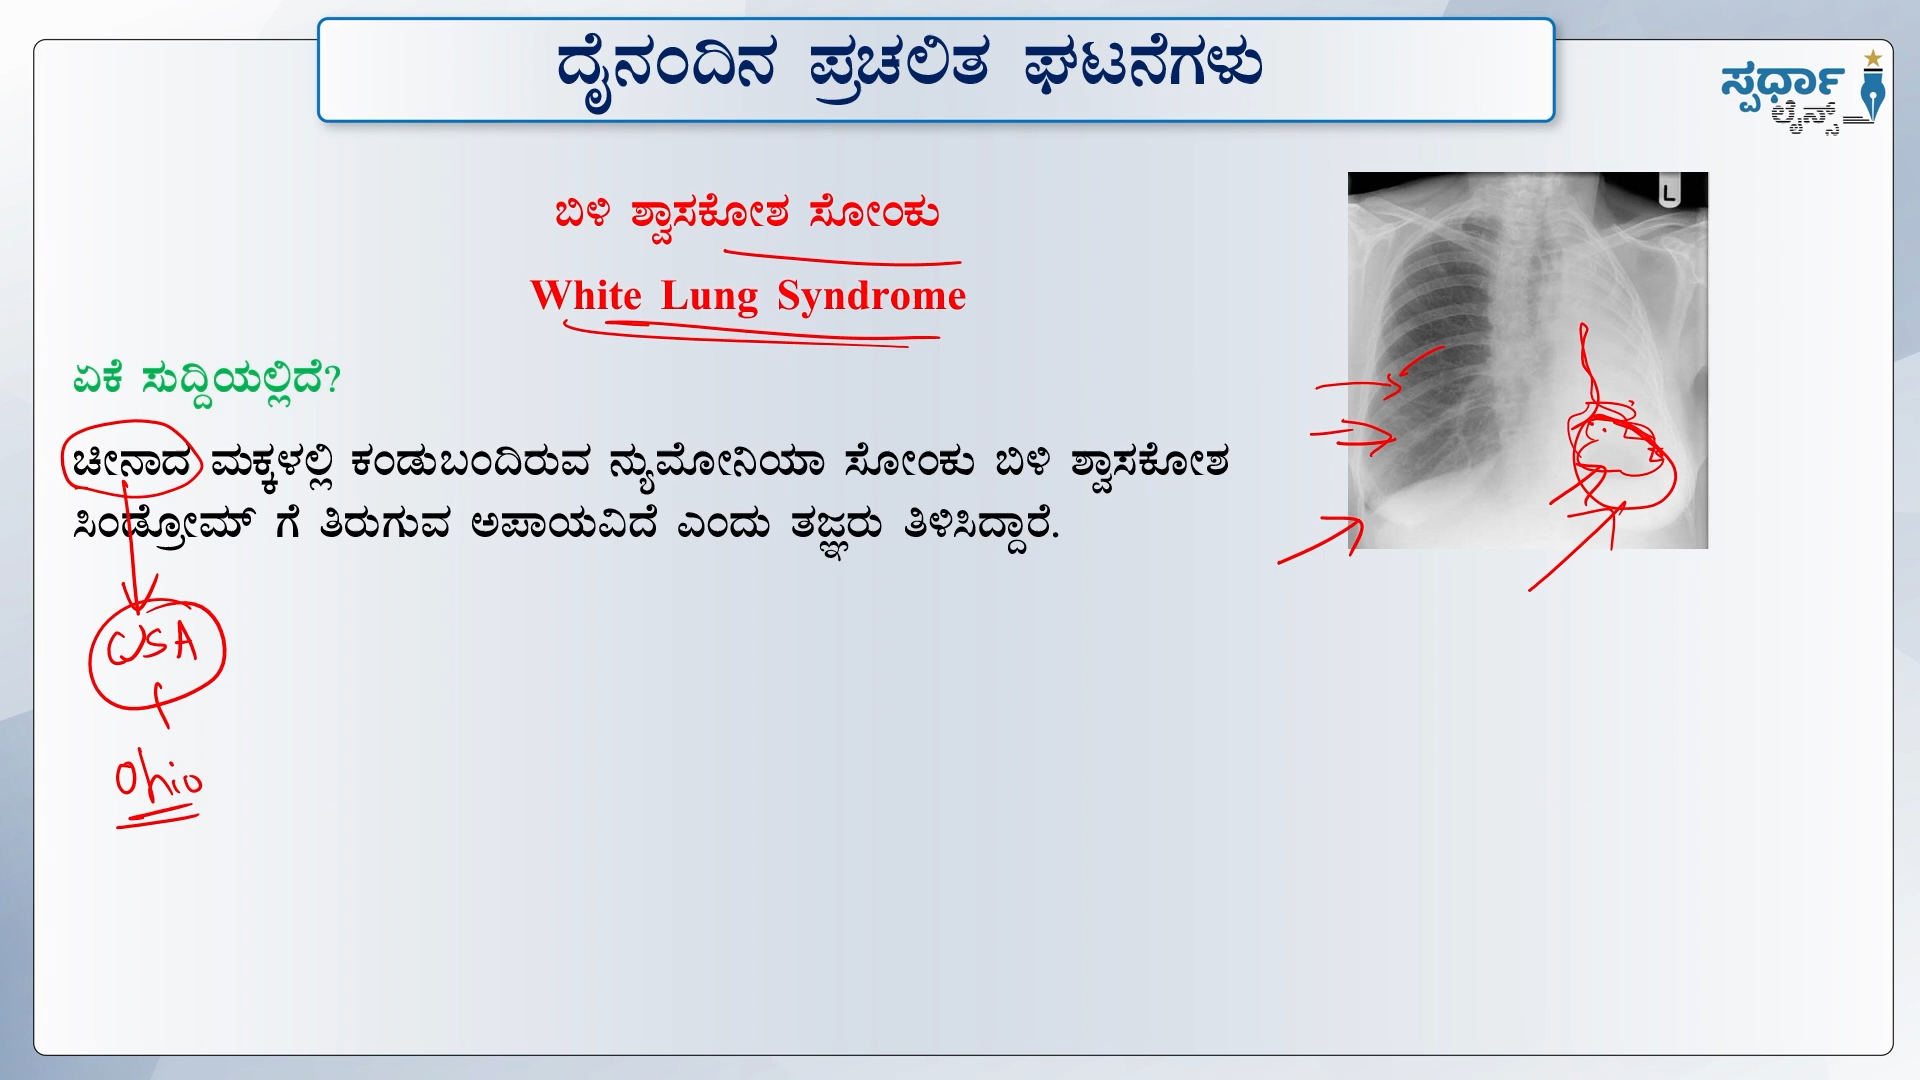 ದೈನಂದಿನ ಪ್ರಚಲಿತ ಘಟನೆಗಳು
ಸ್ಪರ್ಧಾ
ಲೈನ್ಸ್
L
ಬಿಳಿ ಶ್ವಾಸಕೋಶ ಸೋಂಕು
White Lung Syndrome
ಏಕೆ ಸುದ್ದಿಯಲ್ಲಿದೆ?
ಚೀನಾದ ಮಕ್ಕಳಲ್ಲಿ ಕಂಡುಬಂದಿರುವ ನ್ಯುಮೋನಿಯಾ ಸೋಂಕು ಬಿಳಿ ಶ್ವಾಸಕೋಶ
ಸಿಂಡ್ರೋಮ್ ಗೆ ತಿರುಗುವ ಅಪಾಯವಿದೆ ಎಂದು ತಜ್ಞರು ತಿಳಿಸಿದ್ದಾರೆ.
USA
Ohio